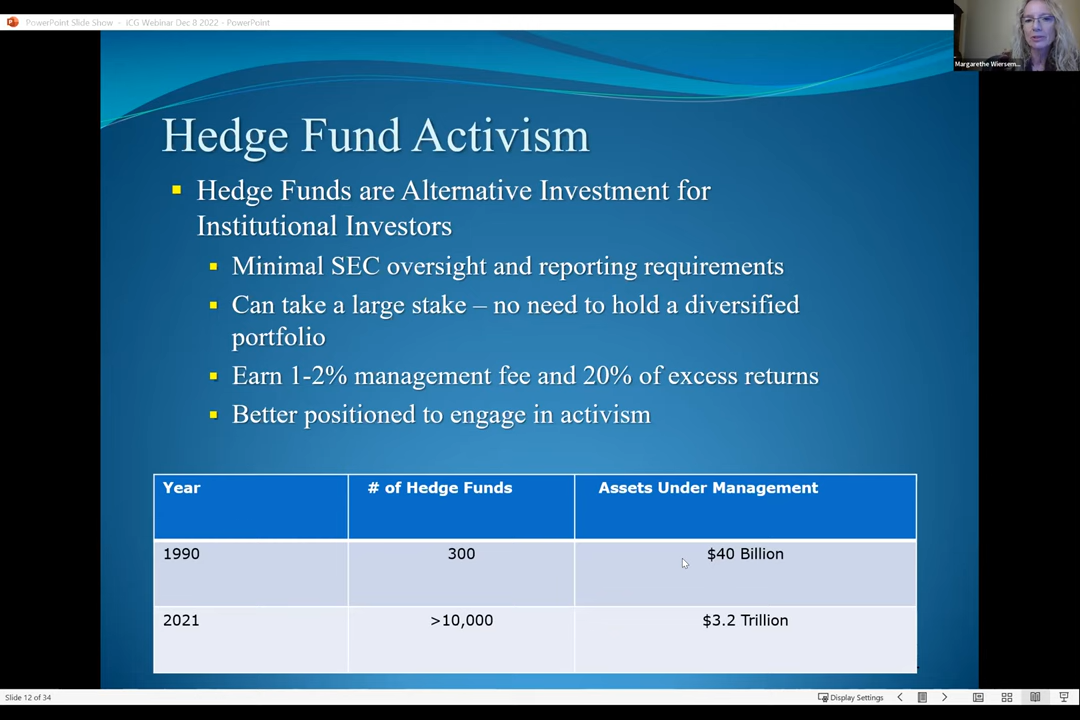 PowerPoint Slide Show - iCG Webinar Dec 8 2022 - PowerPoint
Margarethe Wiersem...
Hedge Fund Activism
Hedge Funds are Alternative Investment for
Institutional Investors
Minimal SEC oversight and reporting requirements
Can take a large stake – no need to hold a diversified
portfolio
Earn 1-2% management fee and 20% of excess returns
Better positioned to engage in activism
Year # of Hedge Funds Assets Under Management
1990 300 $40 Billion
2021 >10,000 $3.2 Trillion
Slide 12 of 34 Display Settings